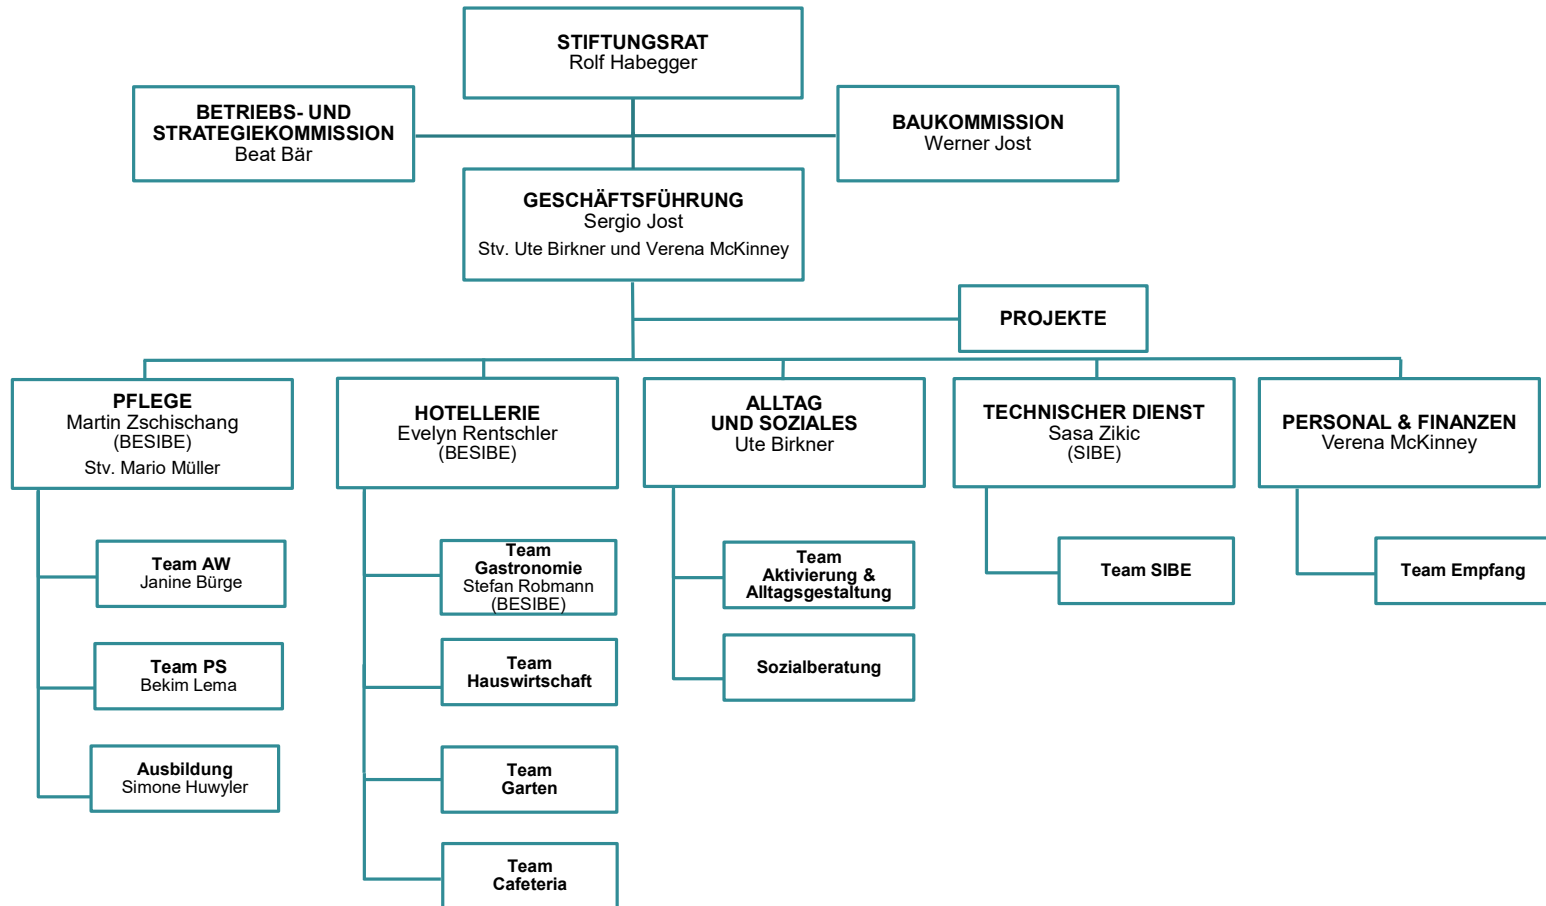 STIFTUNGSRAT
Rolf Habegger
BETRIEBS- UND
STRATEGIEKOMMISSION
Beat Bär
BAUKOMMISSION
Werner Jost
GESCHÄFTSFÜHRUNG
Sergio Jost
Stv. Ute Birkner und Verena McKinney
PROJEKTE
PFLEGE
Martin Zschischang
(BESIBE)
Stv. Mario Müller
HOTELLERIE
Evelyn Rentschler
(BESIBE)
ALLTAG
UND SOZIALES
Ute Birkner
TECHNISCHER DIENST
Sasa Zikic
(SIBE)
PERSONAL & FINANZEN
Verena McKinney
Team AW
Janine Bürge
Team PS
Bekim Lema
Ausbildung
Simone Huwyler
Team
Gastronomie
Stefan Robmann
(BESIBE)
Team
Hauswirtschaft
Team
Garten
Team
Cafeteria
Team
Aktivierung &
Alltagsgestaltung
Sozialberatung
Team SIBE
Team Empfang